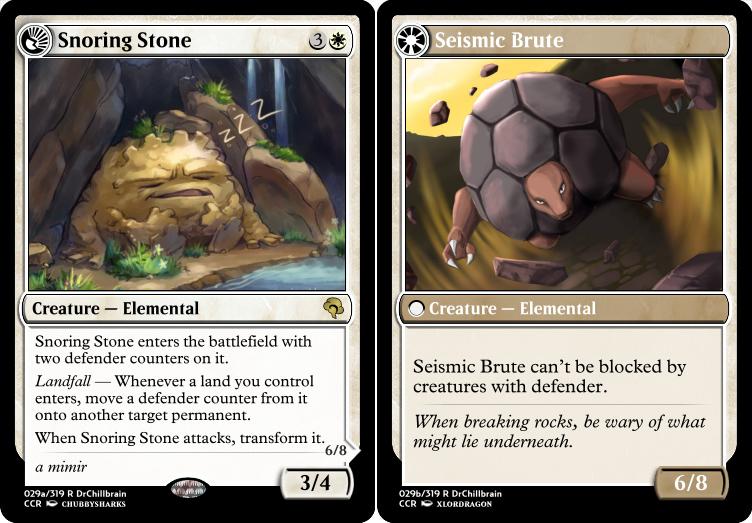 Snoring Stone
3
z z Z
Creature — Elemental
Snoring Stone enters the battlefield with
two defender counters on it.
Landfall — Whenever a land you control
enters, move a defender counter from it
onto another target permanent.
When Snoring Stone attacks, transform it.
6/8
a mimir
3/4
029a/319 R DrChillbrain
CCR CHUBBYSHARKS
Seismic Brute
Creature — Elemental
Seismic Brute can't be blocked by
creatures with defender.
When breaking rocks, be wary of what
might lie underneath.
6/8
029b/319 R DrChillbrain
CCR XLORDRAGON